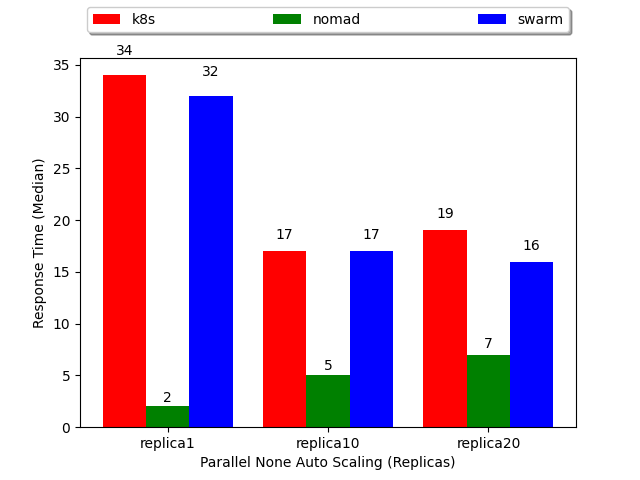 k8s nomad swarm
34 2 32
17 5 17
19 7 16
35
30
25
20
15
10
5
0
Response Time (Median)
replica1 replica10 replica20
Parallel None Auto Scaling (Replicas)